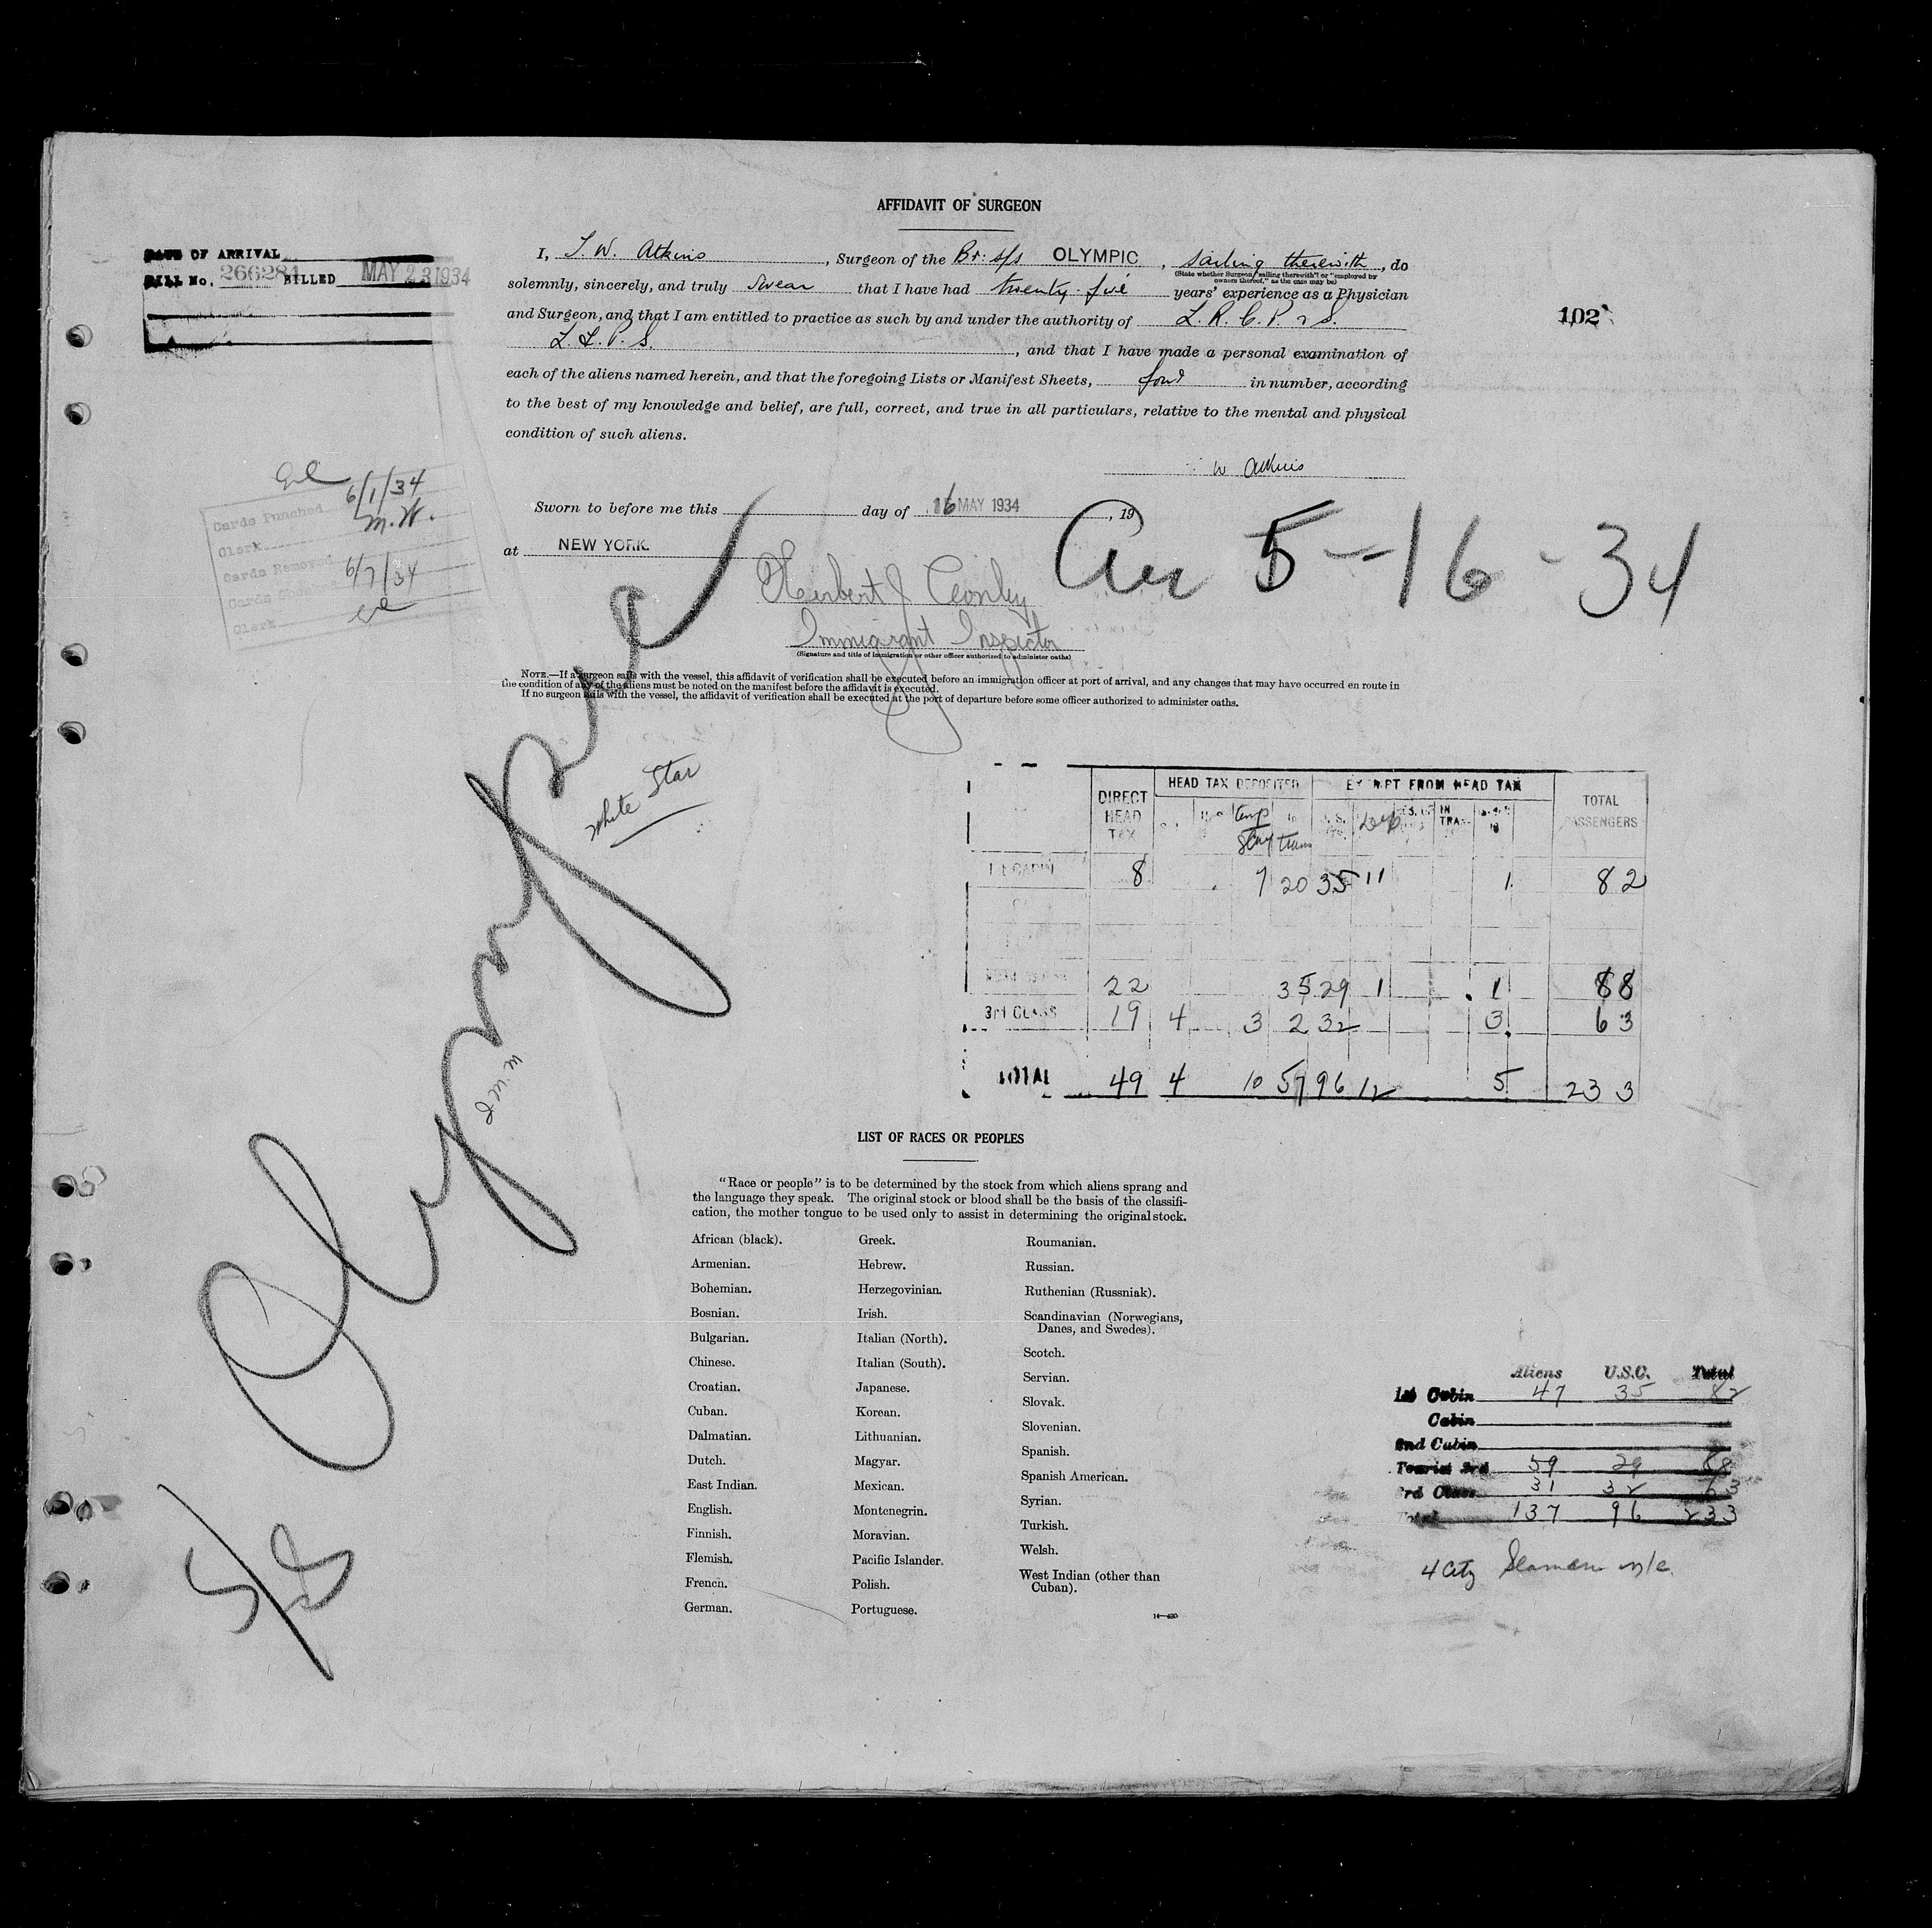 AFFIDAVIT OF SURGEON
DATE OF ARRIVAL
BILL No. 266284 BILLED MAY 23 1934
I, J. W. Atkins, Surgeon of the Br. s/s OLYMPIC, sailing therewith, do
(State whether Surgeon "sailing therewith" or "employed by
owners thereof," as the case may be)
solemnly, sincerely, and truly swear that I have had twenty five years' experience as a Physician
and Surgeon, and that I am entitled to practice as such by and under the authority of L. R. C. P. & S.
L. L. P. S., and that I have made a personal examination of
each of the aliens named herein, and that the foregoing Lists or Manifest Sheets, four in number, according
to the best of my knowledge and belief, are full, correct, and true in all particulars, relative to the mental and physical
condition of such aliens.
102
W Atkins
Cards Punched 6/1/34
Clerk M. W.
Cards Removed
6/7/34
Clerk
Sworn to before me this day of 16 MAY 1934, 19
at NEW YORK
Arr 5-16-34
Herbert J Conley
Immigrant Inspector
(Signature and title of immigration or other officer authorized to administer oaths)
NOTE.—If a surgeon sails with the vessel, this affidavit of verification shall be executed before an immigration officer at port of arrival, and any changes that may have occurred en route in
the condition of any of the aliens must be noted on the manifest before the affidavit is executed.
If no surgeon sails with the vessel, the affidavit of verification shall be executed at the port of departure before some officer authorized to administer oaths.
Olympic
White Star
DIRECT HEAD TAX HEAD TAX DEPOSITED EXEMPT FROM HEAD TAX TOTAL PASSENGERS
temp stay trans IN TRANS
1st CABIN 8 7 20 35 11 1 82
22 35 29 1 1 88
3rd CLASS 19 4 3 2 32 3 63
TOTAL 49 4 10 57 96 12 5 233
LIST OF RACES OR PEOPLES
"Race or people" is to be determined by the stock from which aliens sprang and
the language they speak. The original stock or blood shall be the basis of the classifi-
cation, the mother tongue to be used only to assist in determining the original stock.
African (black).
Armenian.
Bohemian.
Bosnian.
Bulgarian.
Chinese.
Croatian.
Cuban.
Dalmatian.
Dutch.
East Indian.
English.
Finnish.
Flemish.
French.
German.
Greek.
Hebrew.
Herzegovinian.
Irish.
Italian (North).
Italian (South).
Japanese.
Korean.
Lithuanian.
Magyar.
Mexican.
Montenegrin.
Moravian.
Pacific Islander.
Polish.
Portuguese.
Roumanian.
Russian.
Ruthenian (Russniak).
Scandinavian (Norwegians,
Danes, and Swedes).
Scotch.
Servian.
Slovak.
Slovenian.
Spanish.
Spanish American.
Syrian.
Turkish.
Welsh.
West Indian (other than
Cuban).
Aliens U.S.C. Total
1st Cabin 47 35 82
Cabin
2nd Cabin
Tourist 3rd 59 29 88
3rd Class 31 32 63
Total 137 96 233
4 City Seamen